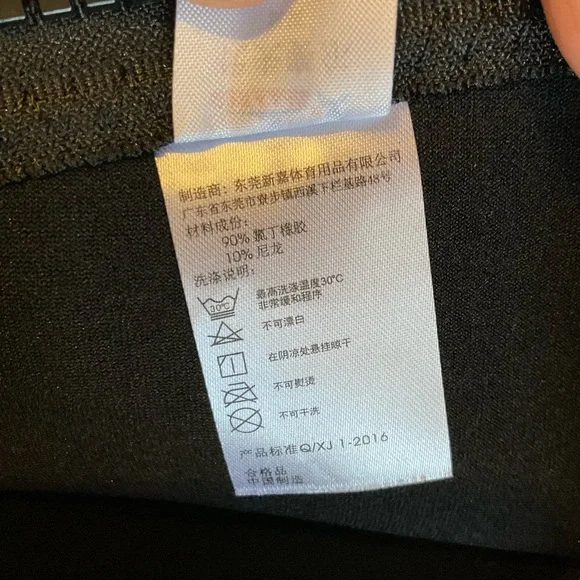 制造商：东莞新嘉体育用品有限公司
广东省东莞市寮步镇西溪下栏基路48号
材料成份：
90% 氯丁橡胶
10% 尼龙
洗涤说明：
30°C
最高洗涤温度30°C
非常缓和程序
不可漂白
在阴凉处悬挂晾干
不可熨烫
不可干洗
产品标准Q/XJ 1-2016
合格品
中国制造